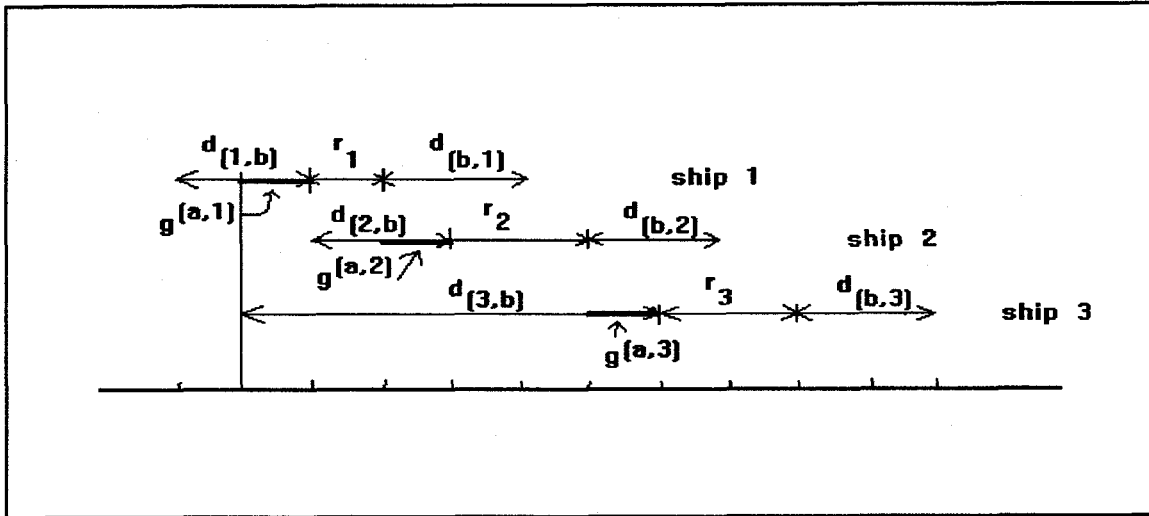 d(1,b) r1 d(b,1) ship 1
g(a,1)
d(2,b) r2 d(b,2) ship 2
g(a,2)
d(3,b) r3 d(b,3) ship 3
g(a,3)